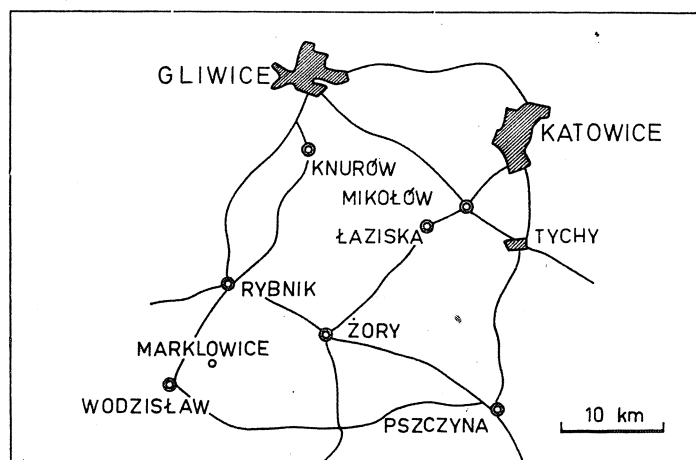 GLIWICE
KATOWICE
KNURÓW
MIKOŁÓW
ŁAZISKA
TYCHY
RYBNIK
ŻORY
MARKLOWICE
WODZISŁAW
PSZCZYNA
10 km